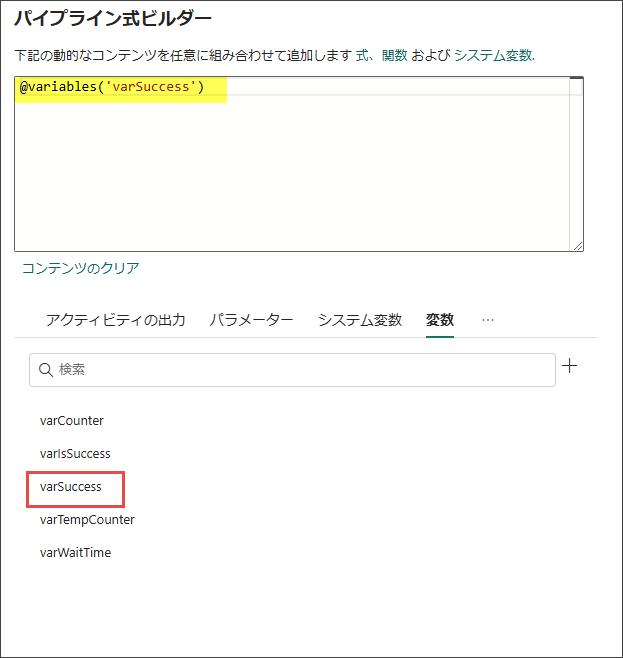 パイプライン式ビルダー
下記の動的なコンテンツを任意に組み合わせて追加します 式、関数 および システム変数.
@variables('varSuccess')
コンテンツのクリア
アクティビティの出力 パラメーター システム変数 変数 ...
検索
varCounter
varIsSuccess
varSuccess
varTempCounter
varWaitTime